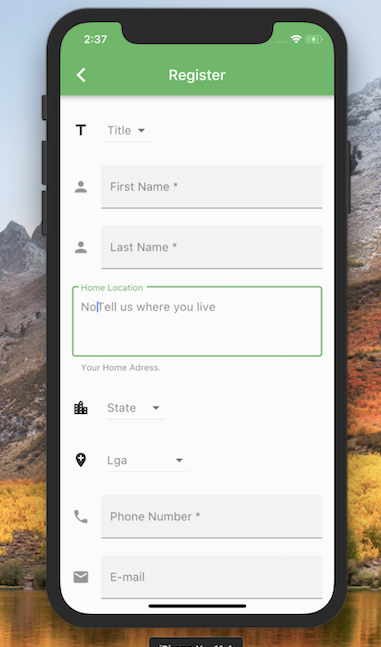 2:37
Register
Title
First Name *
Last Name *
Home Location
NoTell us where you live
Your Home Adress.
State
Lga
Phone Number *
E-mail